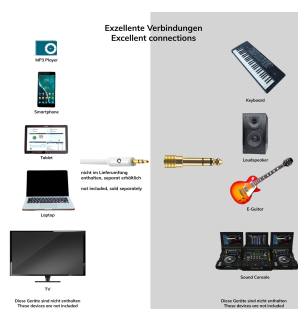 Exzellente Verbindungen
Excellent connections
MP3 Player
Smartphone
Tablet
Laptop
TV
nicht im Lieferumfang
enthalten, separat erhältlich
not included, sold separately
Keyboard
Loudspeaker
E-Guitar
Sound Console
Diese Geräte sind nicht enthalten
These devices are not included
Diese Geräte sind nicht enthalten
These devices are not included